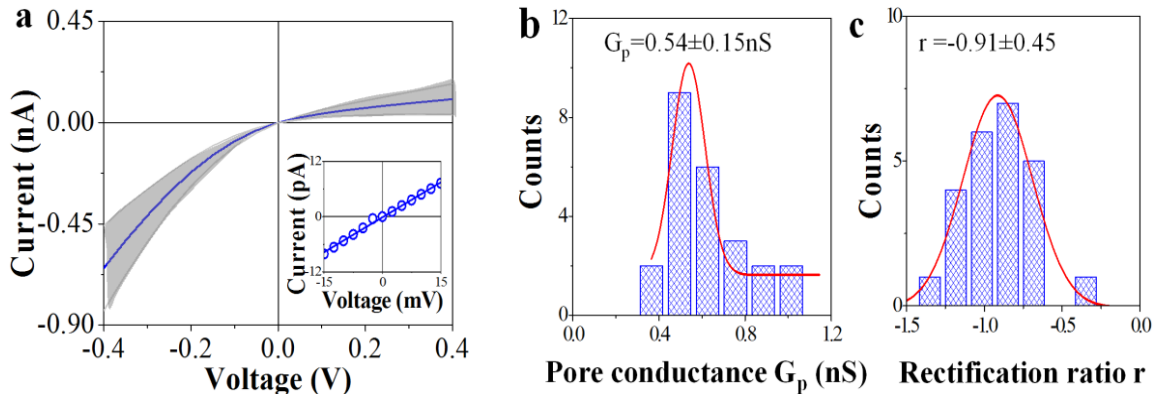 a
0.45
0.00
-0.45
-0.90
Current (nA)
-0.4
-0.2
0.0
0.2
0.4
Voltage (V)
12
0
-12
Current (pA)
-15
0
15
Voltage (mV)
b
Gp=0.54±0.15nS
12
8
4
0
Counts
0.0
0.4
0.8
1.2
Pore conductance Gp (nS)
c
r =-0.91±0.45
10
5
0
Counts
-1.5
-1.0
-0.5
0.0
Rectification ratio r